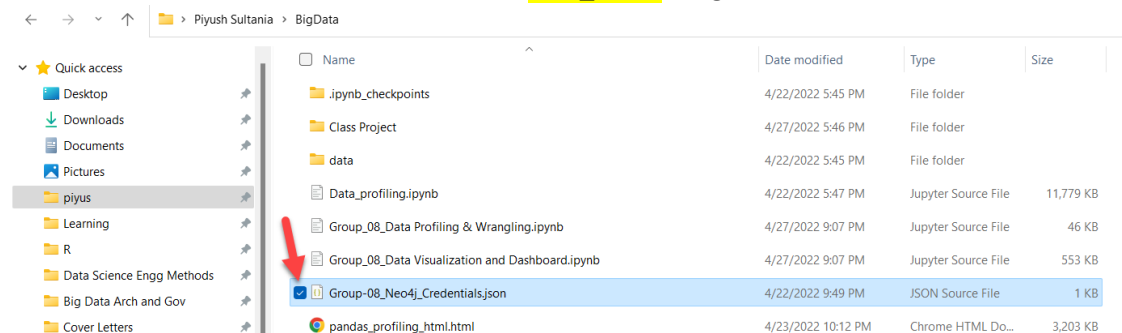 Piyush Sultania > BigData
Quick access
Desktop
Downloads
Documents
Pictures
piyus
Learning
R
Data Science Engg Methods
Big Data Arch and Gov
Cover Letters
Name Date modified Type Size
.ipynb_checkpoints 4/22/2022 5:45 PM File folder
Class Project 4/27/2022 5:46 PM File folder
data 4/22/2022 5:45 PM File folder
Data_profiling.ipynb 4/22/2022 5:47 PM Jupyter Source File 11,779 KB
Group_08_Data Profiling & Wrangling.ipynb 4/27/2022 9:07 PM Jupyter Source File 46 KB
Group_08_Data Visualization and Dashboard.ipynb 4/27/2022 9:07 PM Jupyter Source File 553 KB
Group-08_Neo4j_Credentials.json 4/22/2022 9:49 PM JSON Source File 1 KB
pandas_profiling_html.html 4/23/2022 10:12 PM Chrome HTML Do... 3,203 KB